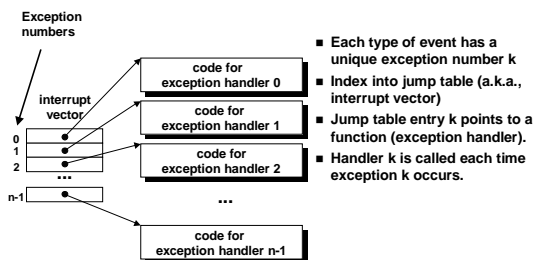 Exception
numbers
interrupt
vector
0
1
2
...
n-1
code for
exception handler 0
code for
exception handler 1
code for
exception handler 2
...
code for
exception handler n-1
■ Each type of event has a
unique exception number k
■ Index into jump table (a.k.a.,
interrupt vector)
■ Jump table entry k points to a
function (exception handler).
■ Handler k is called each time
exception k occurs.